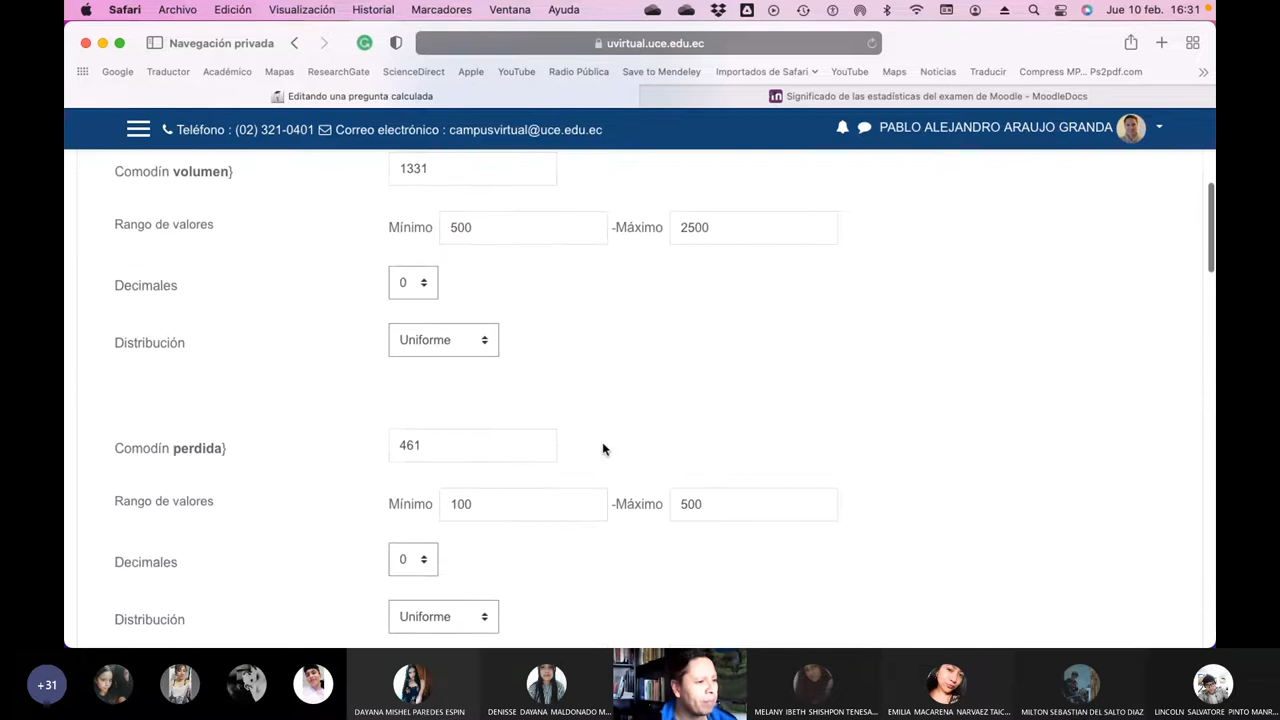 Safari Archivo Edición Visualización Historial Marcadores Ventana Ayuda Jue 10 feb. 16:31
Navegación privada uvirtual.uce.edu.ec
Google Traductor Académico Mapas ResearchGate ScienceDirect Apple YouTube Radio Pública Save to Mendeley Importados de Safari YouTube Maps Noticias Traducir Compress MP... Ps2pdf.com
Editando una pregunta calculada Significado de las estadísticas del examen de Moodle - MoodleDocs
Teléfono : (02) 321-0401 Correo electrónico : campusvirtual@uce.edu.ec PABLO ALEJANDRO ARAUJO GRANDA
Comodín volumen} 1331
Rango de valores Mínimo 500 -Máximo 2500
Decimales 0
Distribución Uniforme
Comodín perdida} 461
Rango de valores Mínimo 100 -Máximo 500
Decimales 0
Distribución Uniforme
+31
DAYANA MISHEL PAREDES ESPIN DENISSE DAYANA MALDONADO M... MELANY IBETH SHISHPON TENESA... EMILIA MACARENA NARVAEZ TAIC... MILTON SEBASTIAN DEL SALTO DIAZ LINCOLN SALVATORE PINTO MANR...